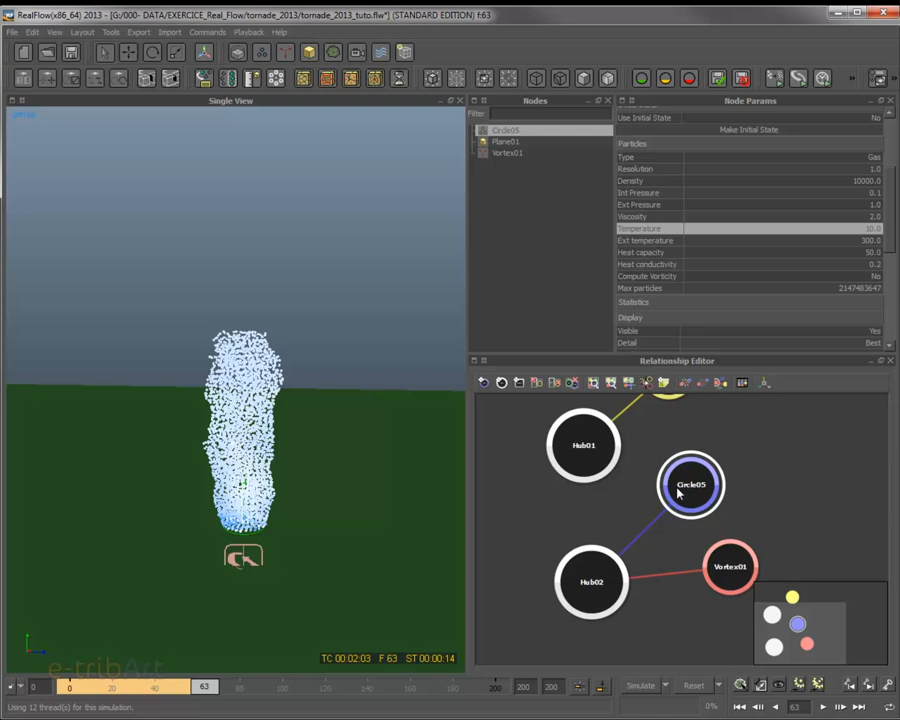 RealFlow(x86_64) 2013 - [G:/000- DATA/EXERCICE_Real_Flow/tornade_2013/tornade_2013_tuto.flw*] (STANDARD EDITION) F:63
File Edit View Layout Tools Export Import Commands Playback Help
Single View
persp
TC 00:02:03 F 63 ST 00:00:14
e-tribArt
Nodes
Filter
Circle05
Plane01
Vortex01
Node Params
Use Initial State No
Make Initial State
Particles
Type Gas
Resolution 1.0
Density 10000.0
Int Pressure 0.1
Ext Pressure 1.0
Viscosity 2.0
Temperature 10.0
Ext temperature 300.0
Heat capacity 50.0
Heat conductivity 0.2
Compute Vorticity No
Max particles 2147483647
Statistics
Display
Visible Yes
Detail Best
Relationship Editor
Hub01
Circle05
Hub02
Vortex01
0 0 20 40 63 80 100 120 140 160 180 200 200 200
Simulate Reset
Using 12 thread(s) for this simulation.
0% 63